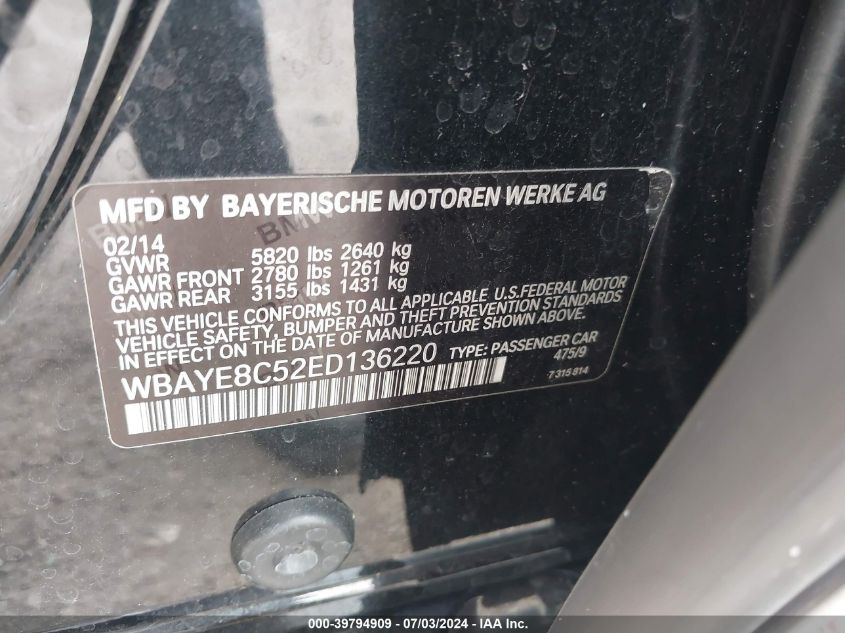 MFD BY BAYERISCHE MOTOREN WERKE AG
02/14
GVWR 5820 lbs 2640 kg
GAWR FRONT 2780 lbs 1261 kg
GAWR REAR 3155 lbs 1431 kg
THIS VEHICLE CONFORMS TO ALL APPLICABLE U.S.FEDERAL MOTOR
VEHICLE SAFETY, BUMPER AND THEFT PREVENTION STANDARDS
IN EFFECT ON THE DATE OF MANUFACTURE SHOWN ABOVE.
WBAYE8C52ED136220 TYPE: PASSENGER CAR
475/9
7 315 814
000-39794909 - 07/03/2024 - IAA Inc.